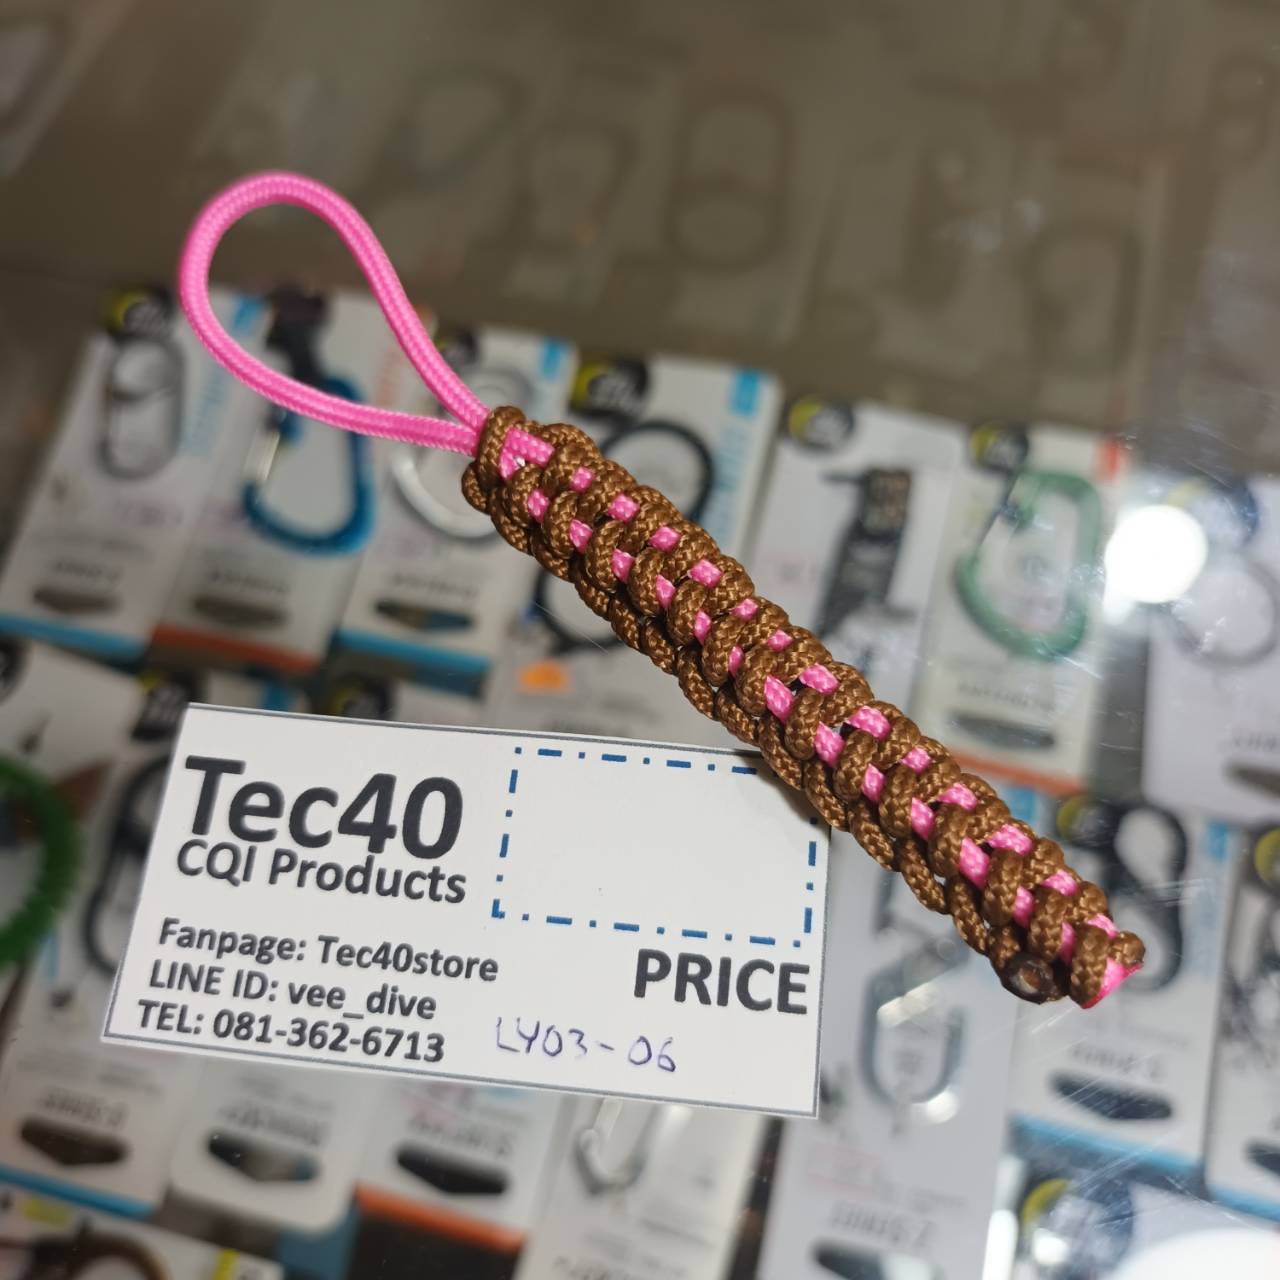 Tec40
CQI Products
Fanpage: Tec40store
LINE ID: vee_dive
TEL: 081-362-6713
PRICE
LY03-06